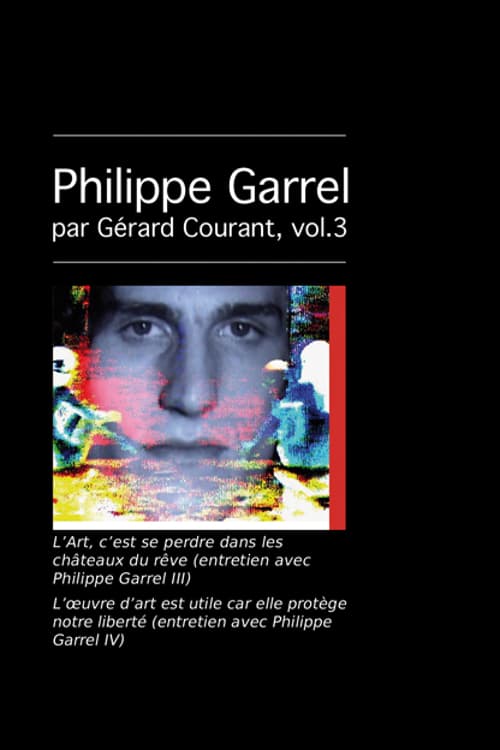 Philippe Garrel
par Gérard Courant, vol.3
L’Art, c’est se perdre dans les
châteaux du rêve (entretien avec
Philippe Garrel III)
L’œuvre d’art est utile car elle protège
notre liberté (entretien avec Philippe
Garrel IV)